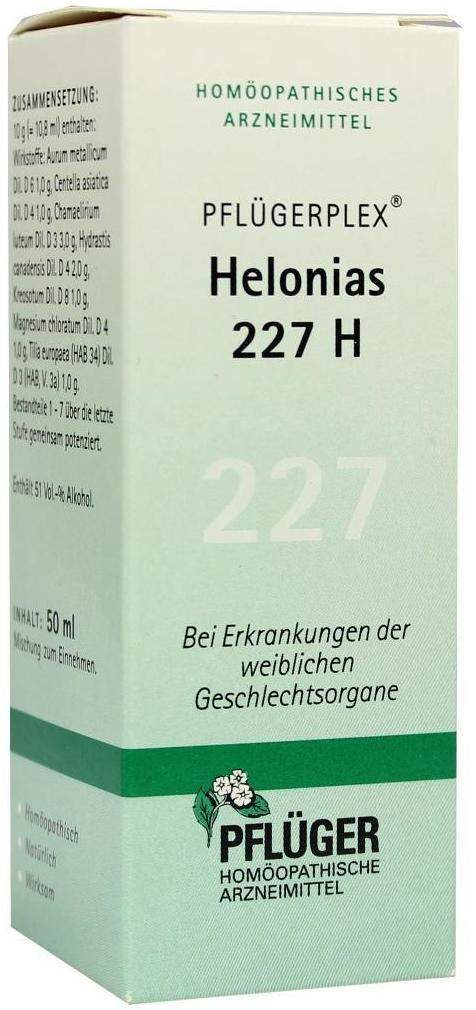 ZUSAMMENSETZUNG:
10 g (= 10,8 ml) enthalten:
Wirkstoffe: Aurum metallicum
Dil. D 6 1,0 g, Centella asiatica
Dil. D 4 1,0 g, Chamaelirium
luteum Dil. D 3 3,0 g, Hydrastis
canadensis Dil. D 4 2,0 g,
Kreosotum Dil. D 8 1,0 g,
Magnesium chloratum Dil. D 4
1,0 g, Tilia europaea (HAB 34) Dil.
D 3 (HAB, V. 3a) 1,0 g.
Bestandteile 1 - 7 über die letzte
Stufe gemeinsam potenziert.
Enthält 51 Vol.-% Alkohol.
INHALT: 50 ml
Mischung zum Einnehmen.
• Homöopathisch
• Natürlich
• Wirksam
HOMÖOPATHISCHES
ARZNEIMITTEL
PFLÜGERPLEX®
Helonias
227 H
227
Bei Erkrankungen der
weiblichen
Geschlechtsorgane
PFLÜGER
HOMÖOPATHISCHE
ARZNEIMITTEL